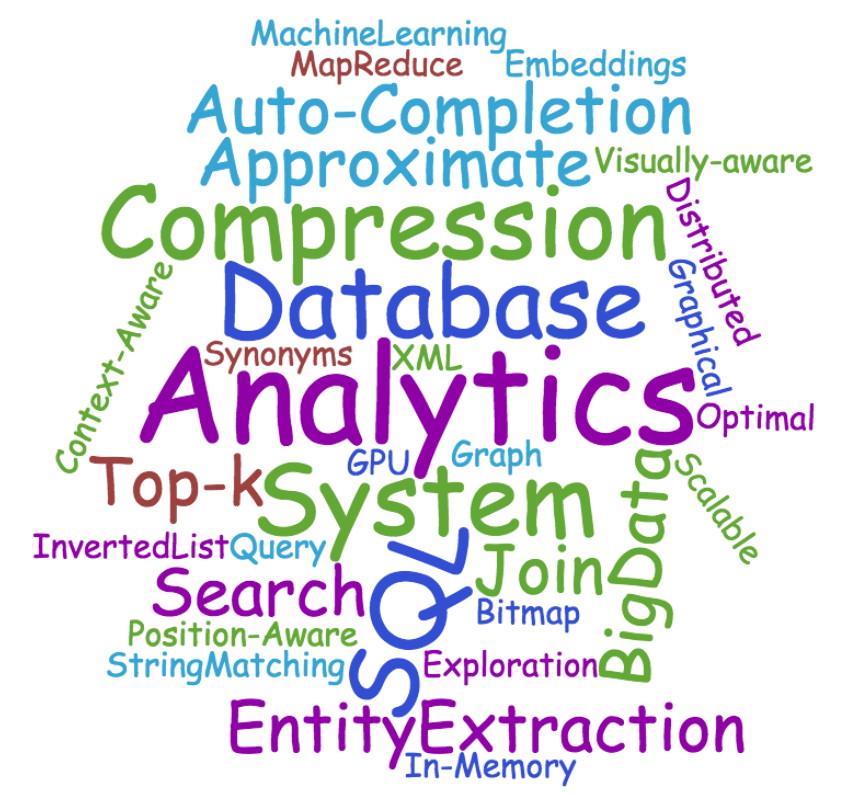 MachineLearning
MapReduce
Embeddings
Auto-Completion
Approximate
Visually-aware
Compression
Distributed
Database
Graphical
Context-Aware
Synonyms
XML
Analytics
Optimal
GPU
Graph
Top-k
System
BigData
Scalable
InvertedList
Query
SQL
Join
Search
Bitmap
Position-Aware
StringMatching
Exploration
EntityExtraction
In-Memory